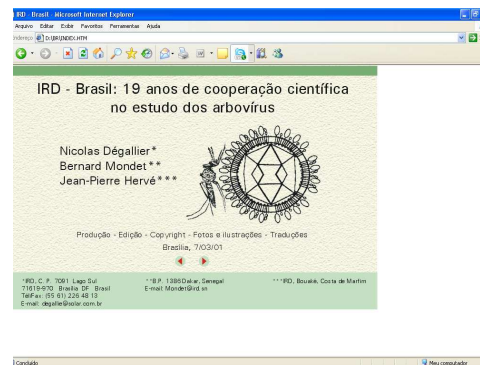 IRD - Brasil - Microsoft Internet Explorer
Arquivo Editar Exibir Favoritos Ferramentas Ajuda
Endereço D:\BR\INDEX.HTM
IRD - Brasil: 19 anos de cooperação científica
no estudo dos arbovírus
Nicolas Dégallier*
Bernard Mondet**
Jean-Pierre Hervé***
Produção - Edição - Copyright - Fotos e ilustrações - Traduções
Brasília, 7/03/01
*IRD, C. P. 7091 Lago Sul
71619-970 Brasília DF Brasil
Tél/Fax: (55 61) 226 48 13
E-mail: degallie@solar.com.br
**B.P. 1386 Dakar, Senegal
E-mail: Mondet@ird.sn
***IRD, Bouaké, Costa de Marfim
Concluído
Meu computador